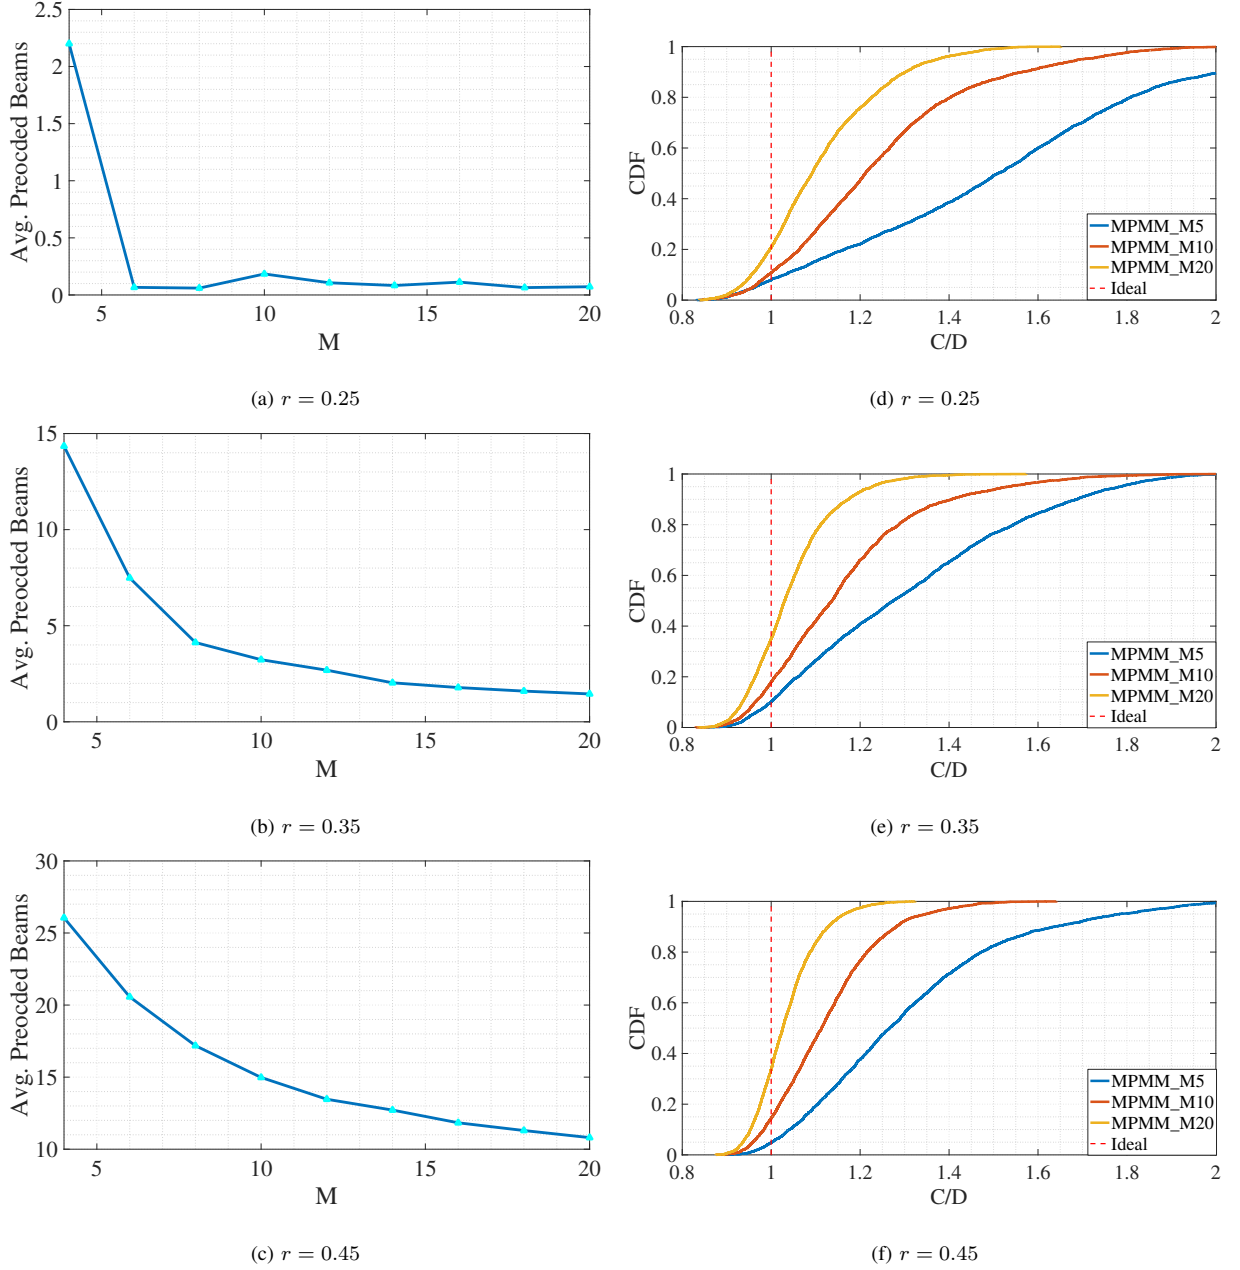 2.5
2
1.5
1
0.5
0
5
10
15
20
Avg. Preocded Beams
M
(a) r = 0.25
1
0.8
0.6
0.4
0.2
0
0.8
1
1.2
1.4
1.6
1.8
2
CDF
C/D
MPMM_M5
MPMM_M10
MPMM_M20
Ideal
(d) r = 0.25
15
10
5
0
5
10
15
20
Avg. Preocded Beams
M
(b) r = 0.35
1
0.8
0.6
0.4
0.2
0
0.8
1
1.2
1.4
1.6
1.8
2
CDF
C/D
MPMM_M5
MPMM_M10
MPMM_M20
Ideal
(e) r = 0.35
30
25
20
15
10
5
10
15
20
Avg. Preocded Beams
M
(c) r = 0.45
1
0.8
0.6
0.4
0.2
0
0.8
1
1.2
1.4
1.6
1.8
2
CDF
C/D
MPMM_M5
MPMM_M10
MPMM_M20
Ideal
(f) r = 0.45